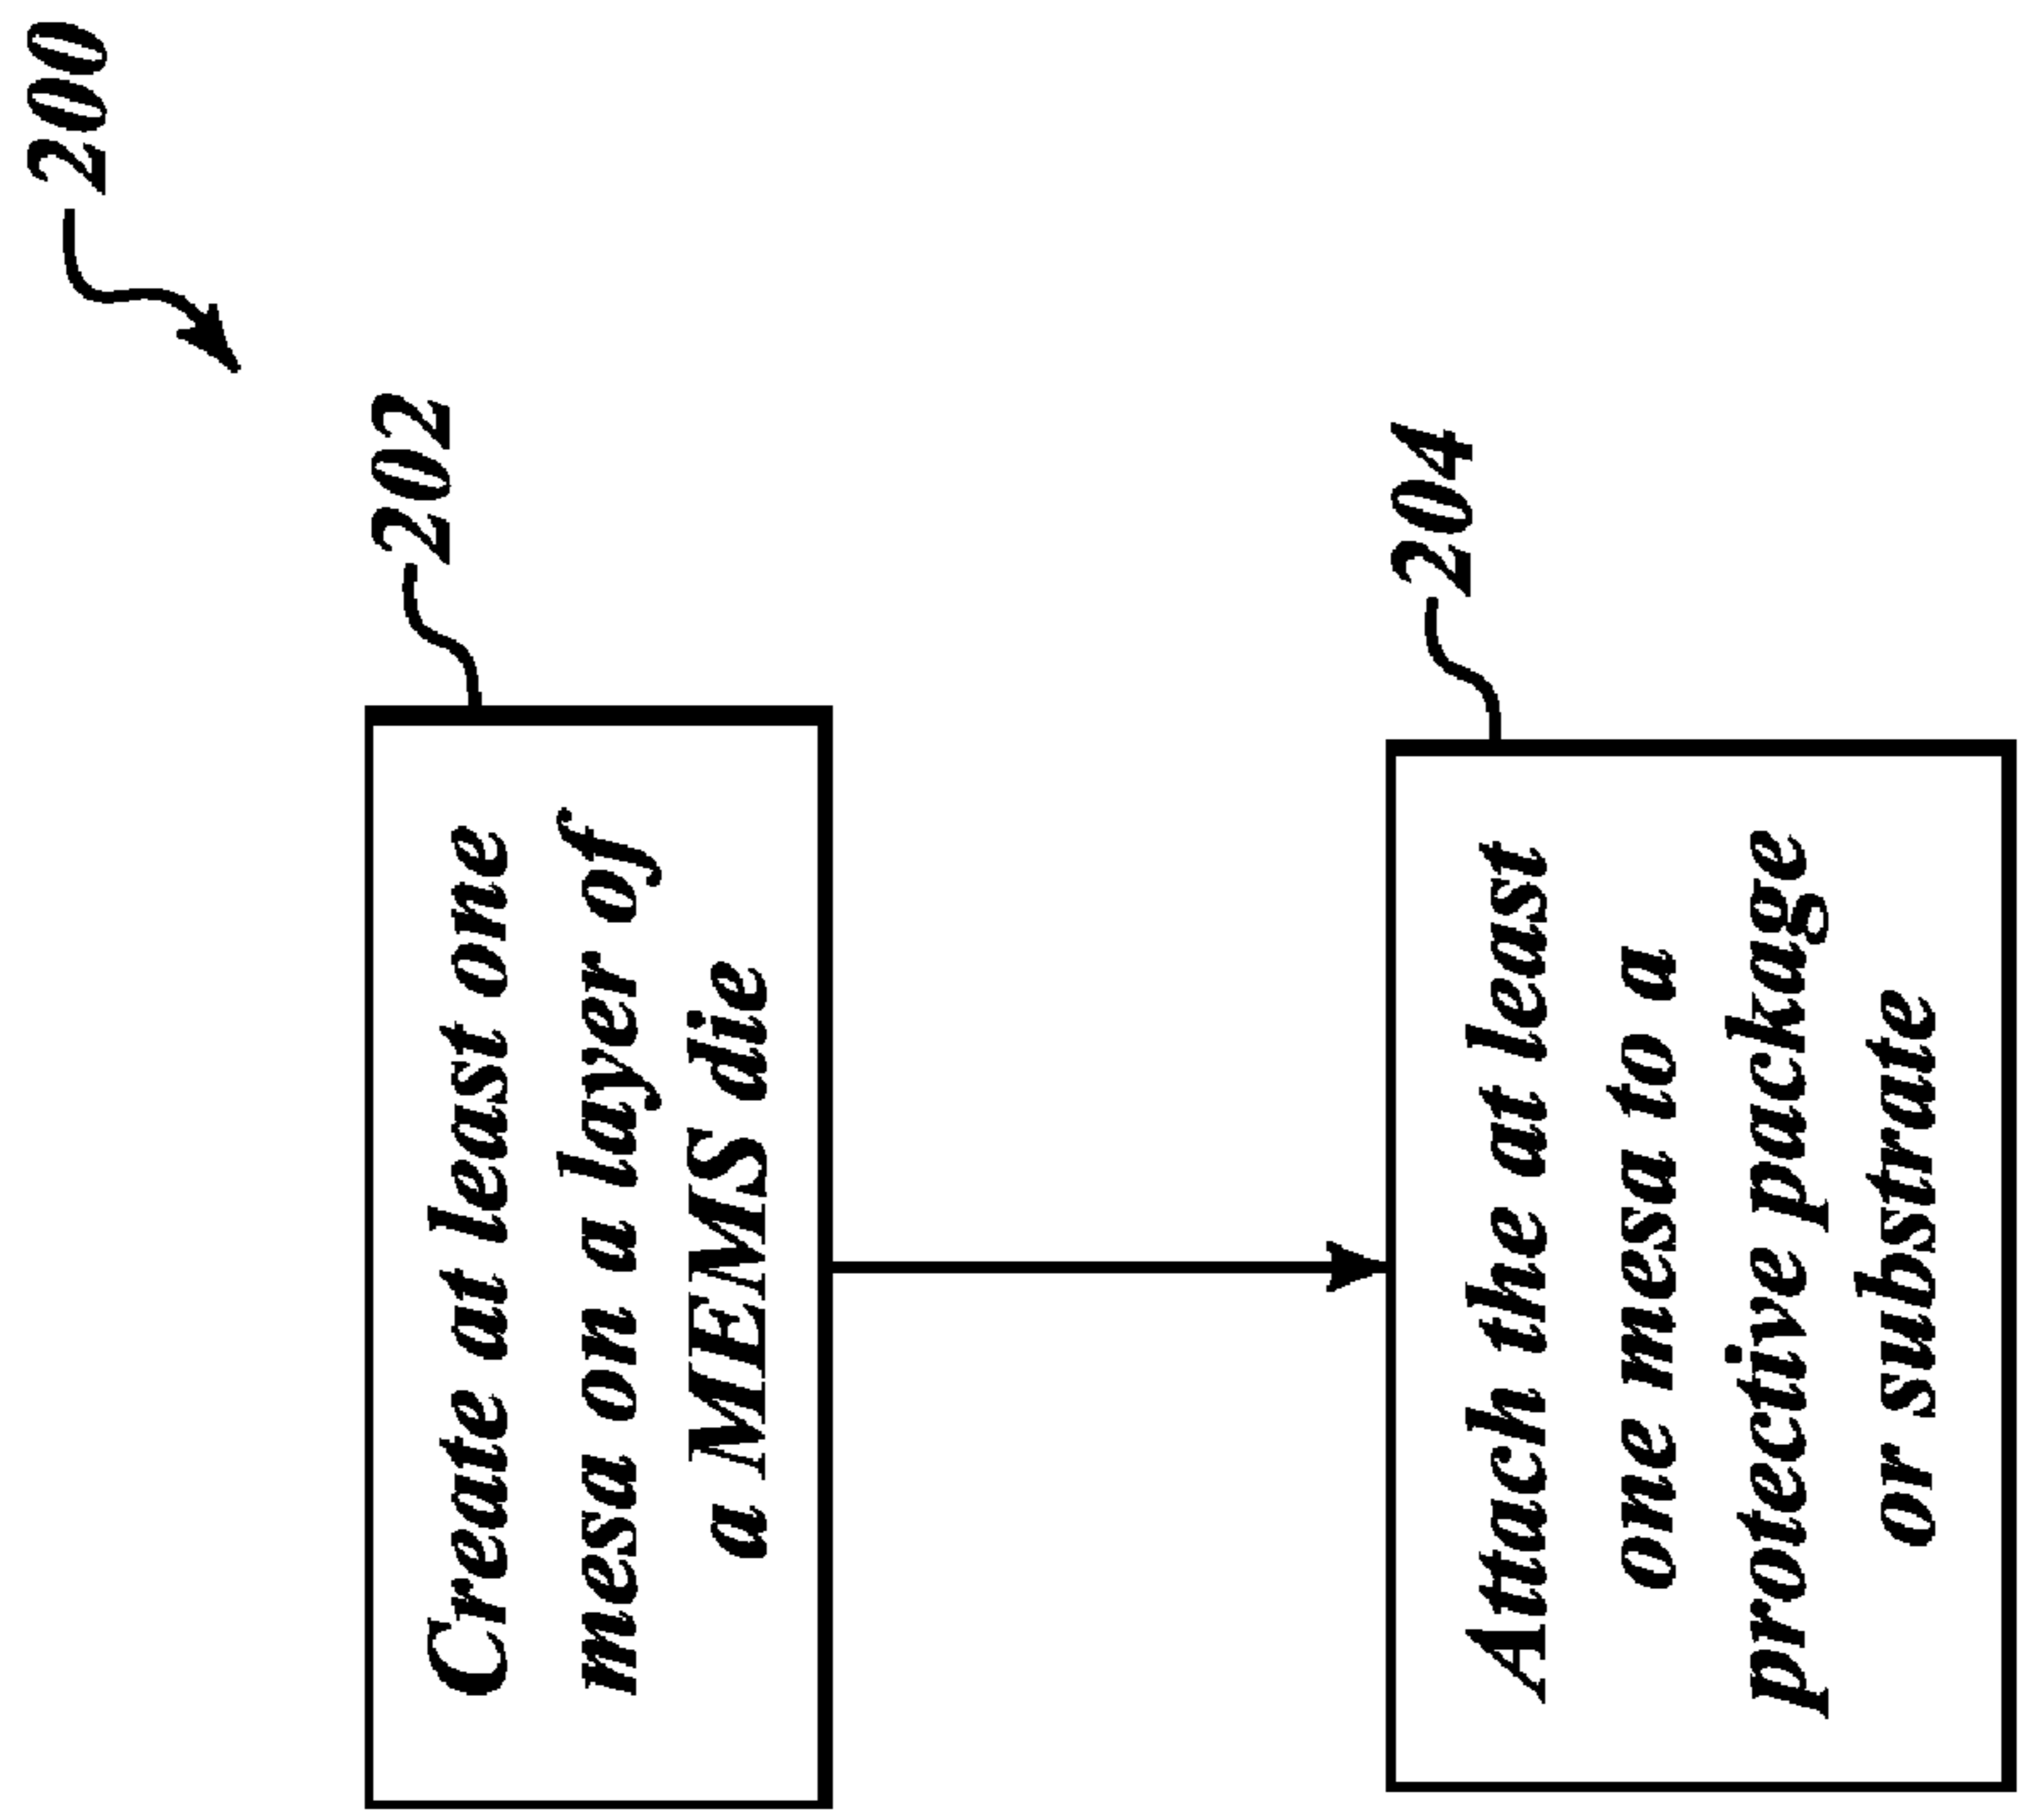 200
202
Create at least one
mesa on a layer of
a MEMS die
204
Attach the at least
one mesa to a
protective package
or substrate